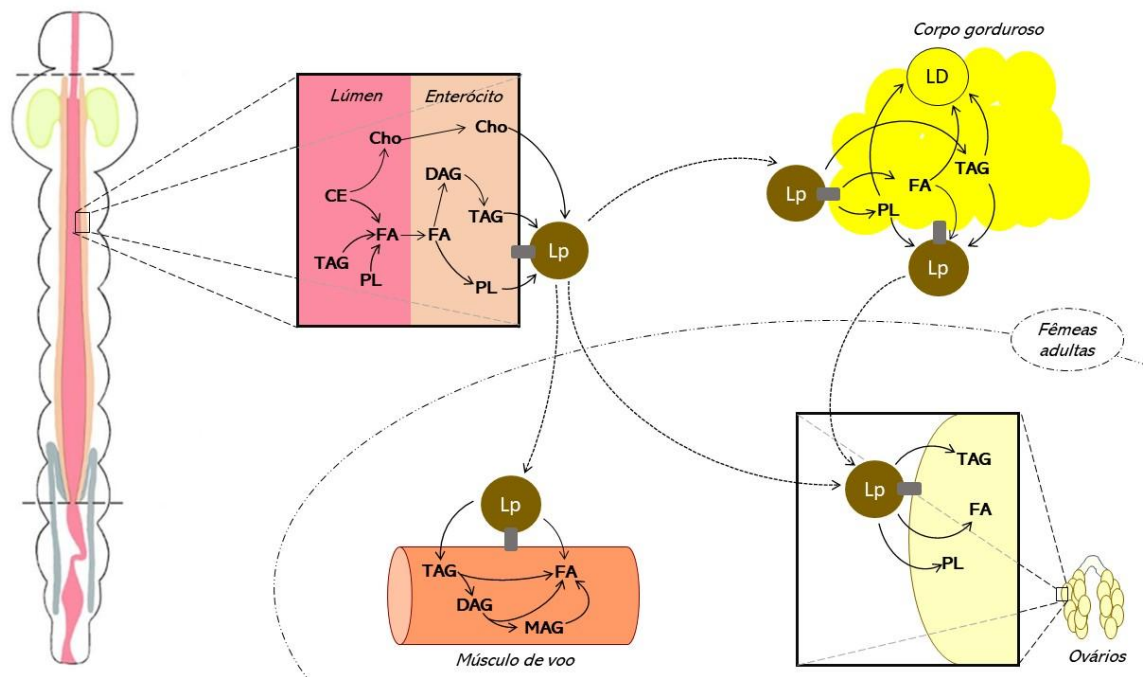 Corpo gorduroso
LD
TAG
FA
PL
Lp
Lp
Lúmen
Enterócito
Cho
Cho
DAG
CE
TAG
FA
FA
TAG
PL
PL
Lp
Fêmeas
adultas
Lp
TAG
FA
DAG
MAG
Músculo de voo
Lp
TAG
FA
PL
Ovários